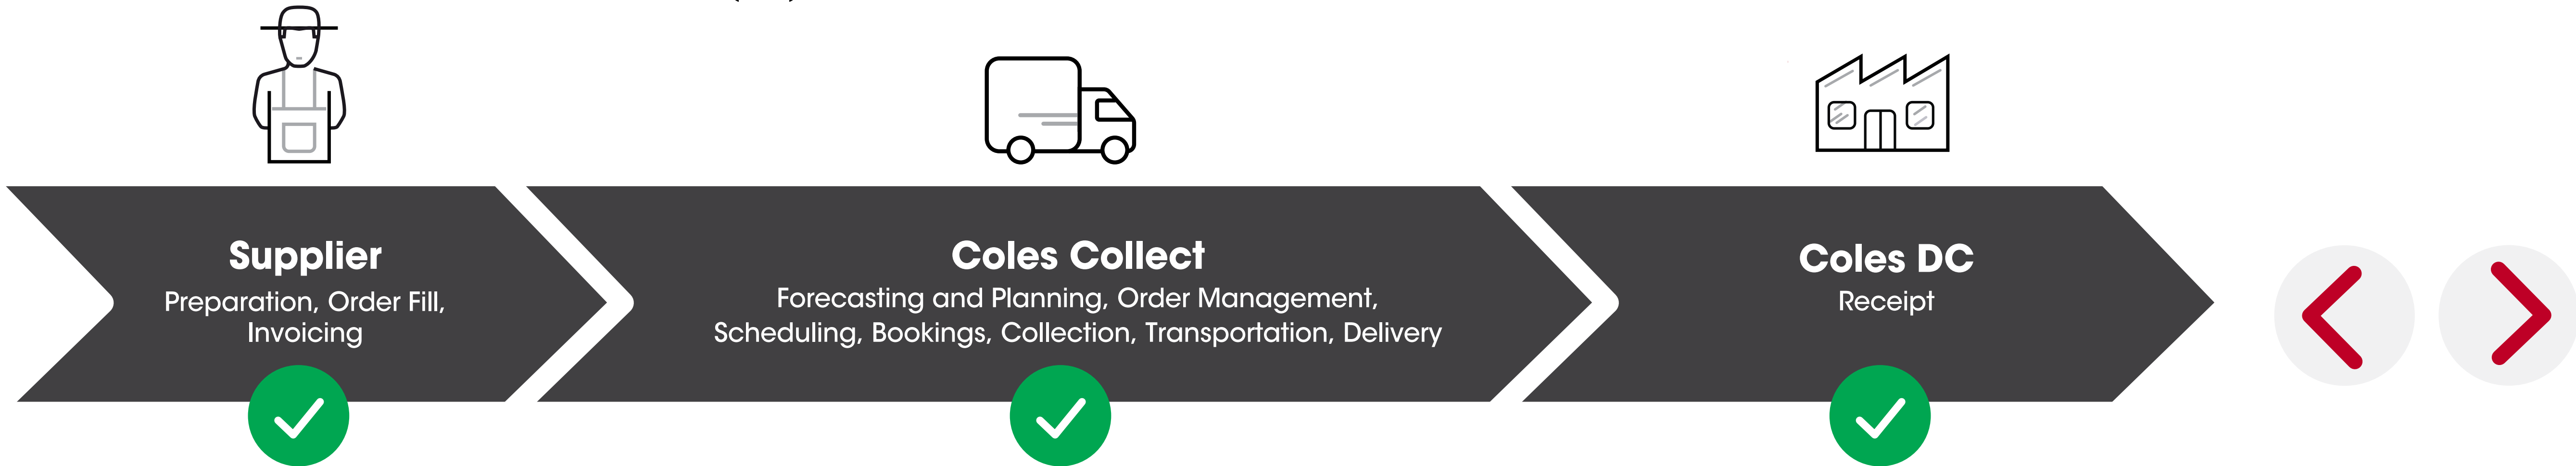 Supplier
Preparation, Order Fill,
Invoicing
Coles Collect
Forecasting and Planning, Order Management,
Scheduling, Bookings, Collection, Transportation, Delivery
Coles DC
Receipt